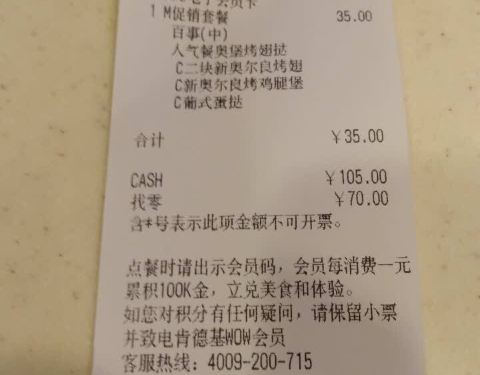 电子会员卡
1 M促销套餐 35.00
百事(中)
人气餐奥堡烤翅挞
C二块新奥尔良烤翅
C新奥尔良烤鸡腿堡
C葡式蛋挞
合计 ￥35.00
CASH ￥105.00
找零 ￥70.00
含*号表示此项金额不可开票。
点餐时请出示会员码，会员每消费一元
累积100K金，立兑美食和体验。
如您对积分有任何疑问，请保留小票
并致电肯德基WOW会员
客服热线：4009-200-715